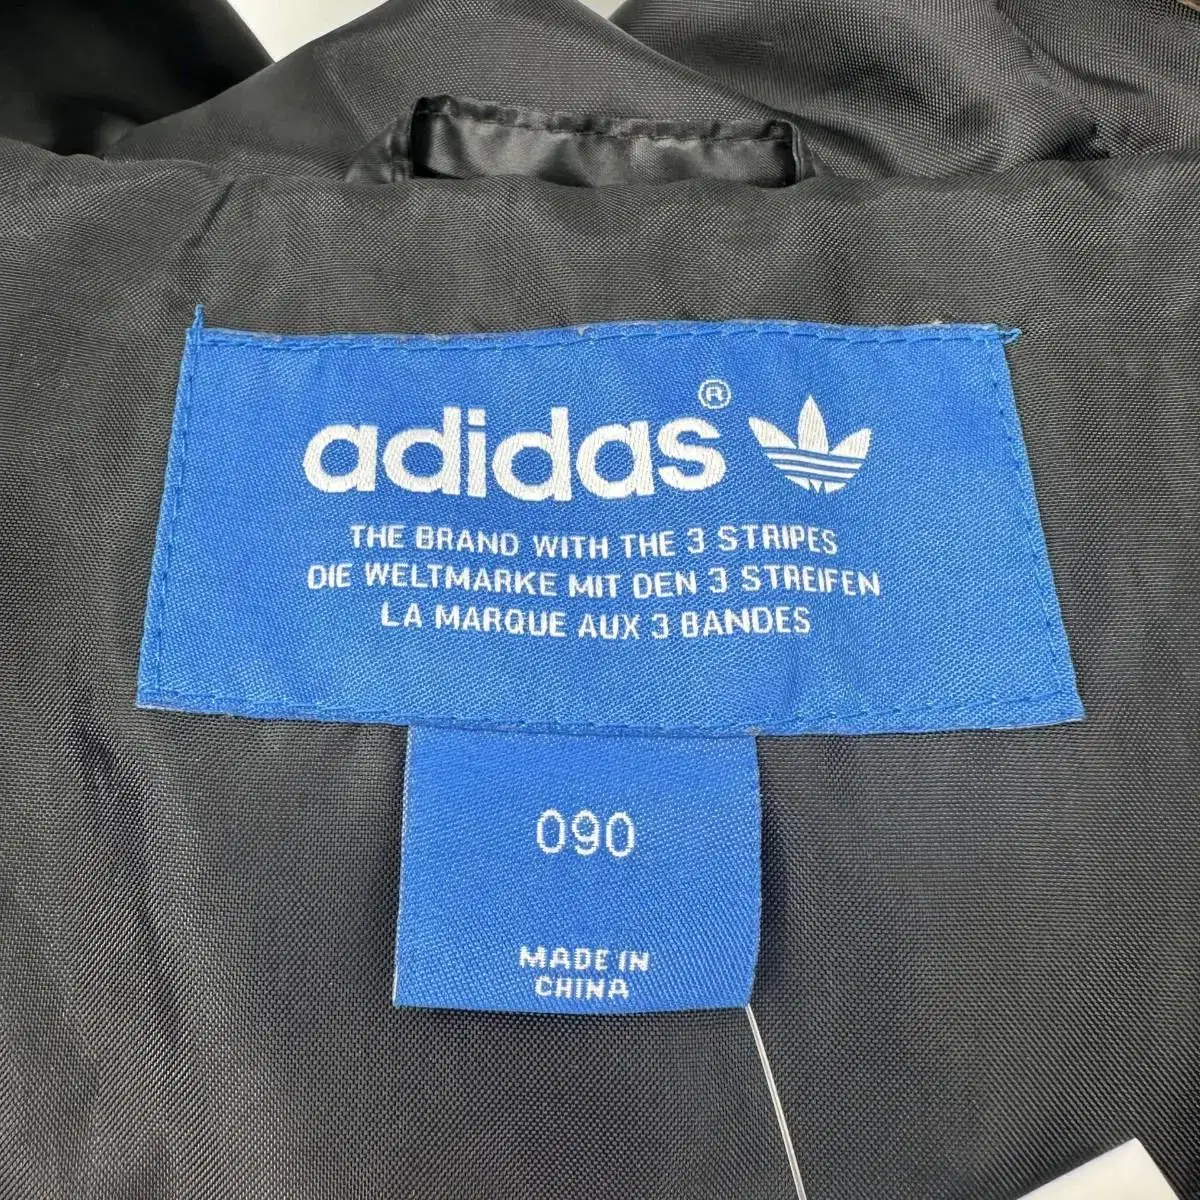 adidas®
THE BRAND WITH THE 3 STRIPES
DIE WELTMARKE MIT DEN 3 STREIFEN
LA MARQUE AUX 3 BANDES
090
MADE IN
CHINA